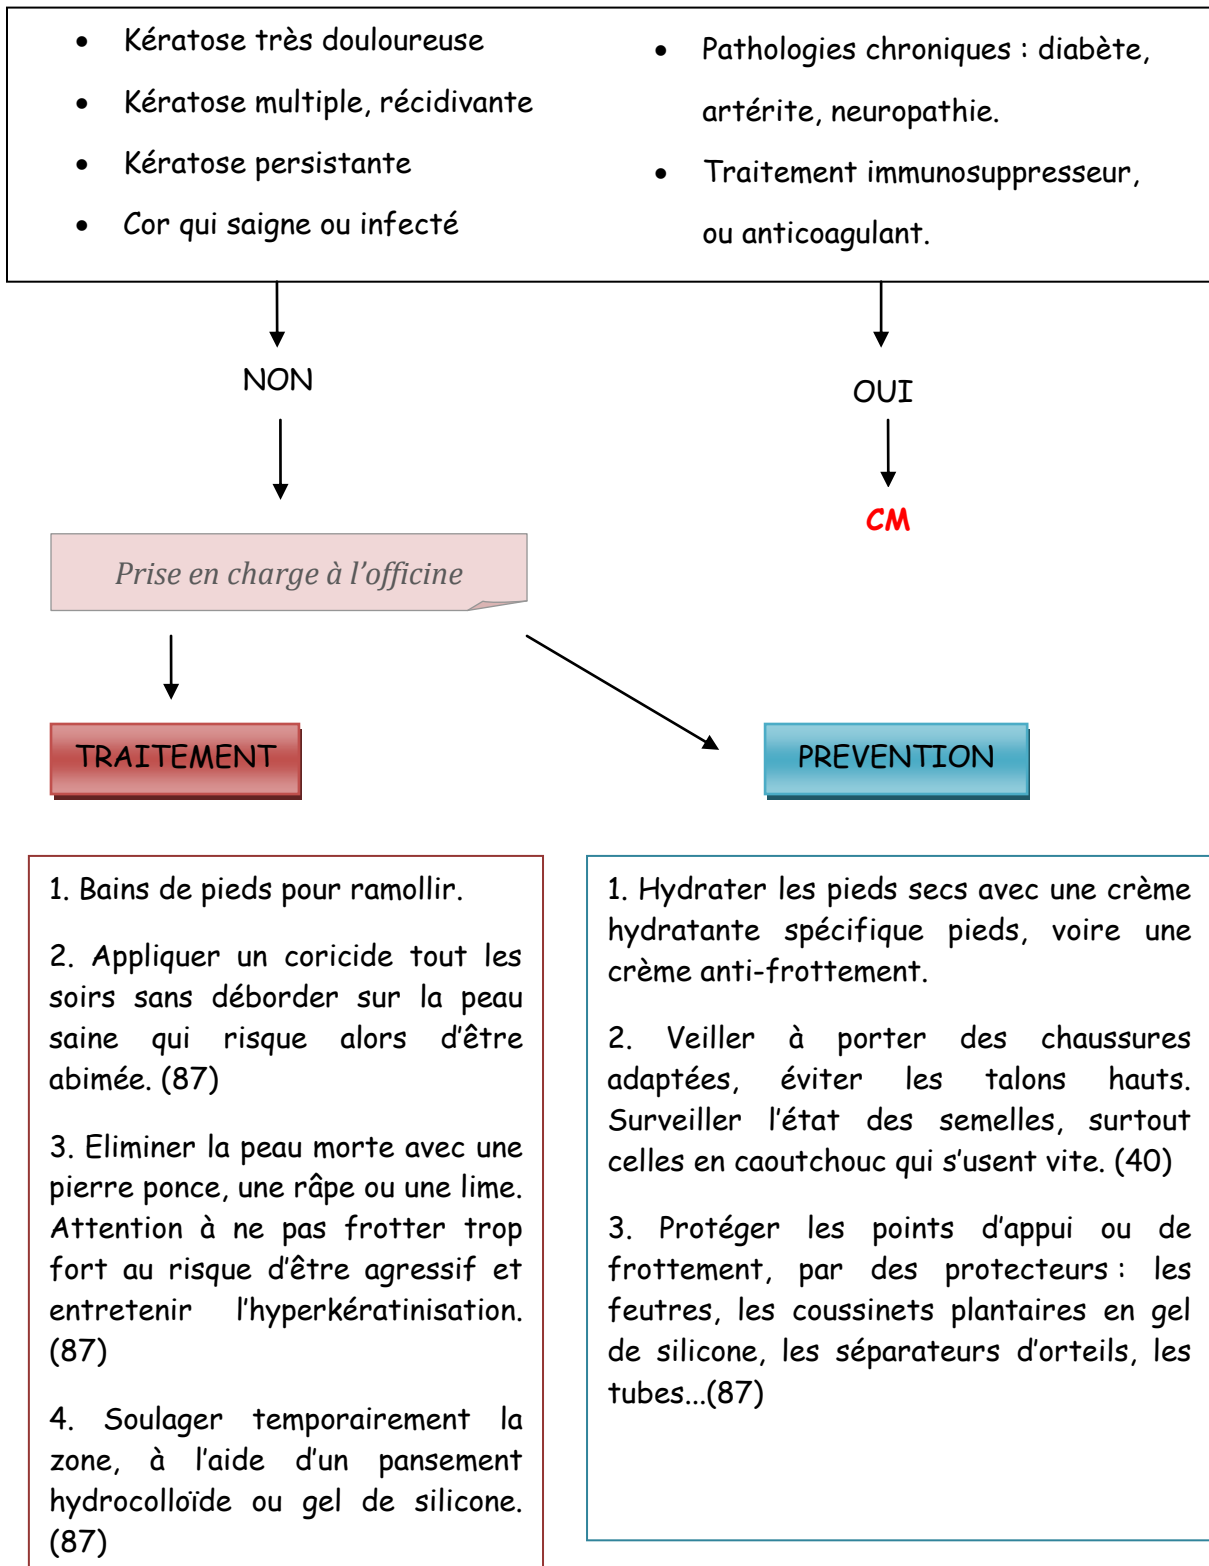 • Kératose très douloureuse
• Kératose multiple, récidivante
• Kératose persistante
• Cor qui saigne ou infecté
• Pathologies chroniques : diabète,
artérite, neuropathie.
• Traitement immunosuppresseur,
ou anticoagulant.
NON
OUI
CM
Prise en charge à l’officine
TRAITEMENT
PREVENTION
1. Bains de pieds pour ramollir.
2. Appliquer un coricide tout les
soirs sans déborder sur la peau
saine qui risque alors d’être
abimée. (87)
3. Eliminer la peau morte avec une
pierre ponce, une râpe ou une lime.
Attention à ne pas frotter trop
fort au risque d’être agressif et
entretenir l’hyperkératinisation.
(87)
4. Soulager temporairement la
zone, à l’aide d’un pansement
hydrocolloïde ou gel de silicone.
(87)
1. Hydrater les pieds secs avec une crème
hydratante spécifique pieds, voire une
crème anti-frottement.
2. Veiller à porter des chaussures
adaptées, éviter les talons hauts.
Surveiller l’état des semelles, surtout
celles en caoutchouc qui s’usent vite. (40)
3. Protéger les points d’appui ou de
frottement, par des protecteurs : les
feutres, les coussinets plantaires en gel
de silicone, les séparateurs d’orteils, les
tubes...(87)